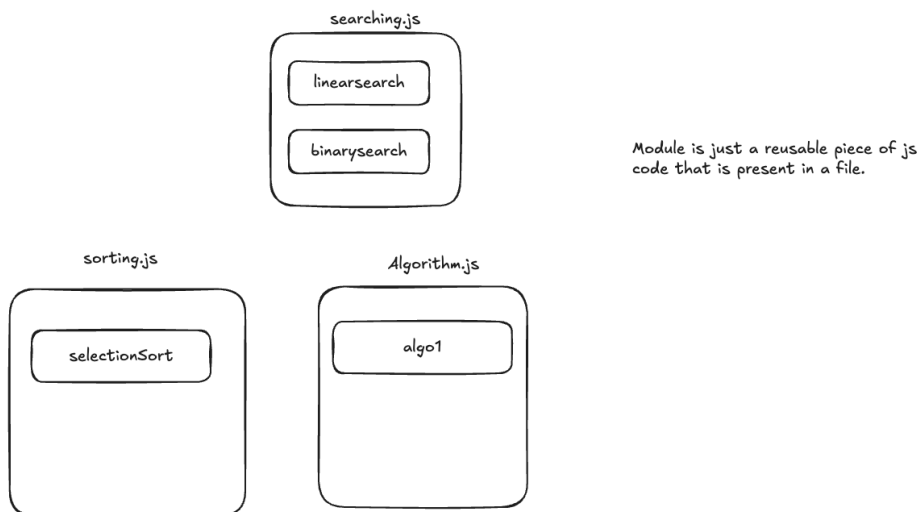 searching.js
linearsearch
binarysearch
Module is just a reusable piece of js
code that is present in a file.
sorting.js
Algorithm.js
selectionSort
algo1